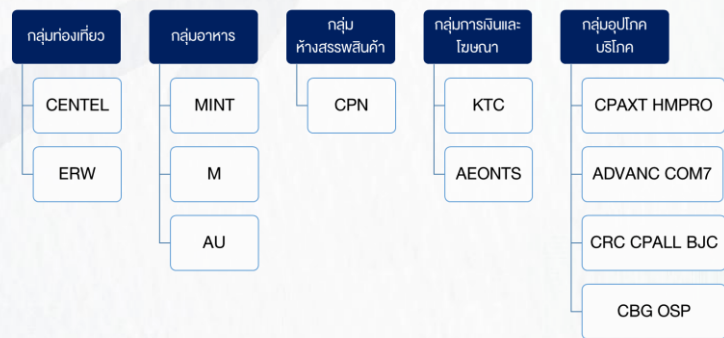 กลุ่มท่องเที่ยว
CENTEL
ERW
กลุ่มอาหาร
MINT
M
AU
กลุ่ม
ห้างสรรพสินค้า
CPN
กลุ่มการเงินและ
โฆษณา
KTC
AEONTS
กลุ่มอุปโภค
บริโภค
CPAXT HMPRO
ADVANC COM7
CRC CPALL BJC
CBG OSP